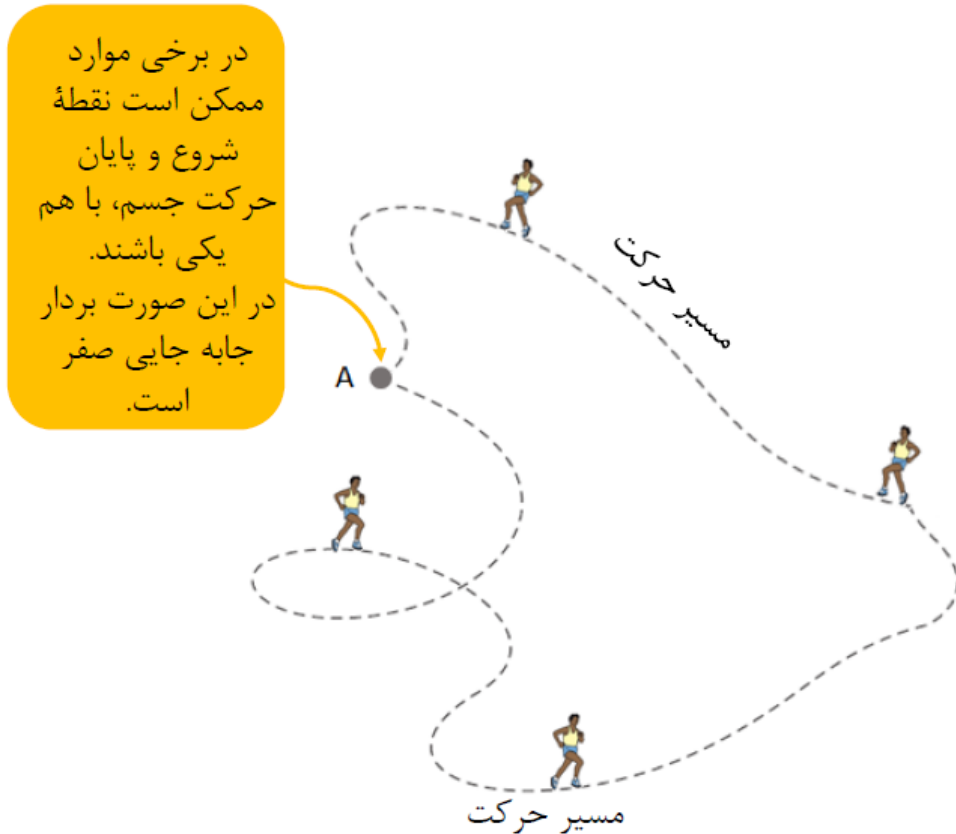 در برخی موارد
ممکن است نقطهٔ
شروع و پایان
حرکت جسم، با هم
یکی باشند.
در این صورت بردار
جابه جایی صفر
است.
مسیر حرکت
A
مسیر حرکت